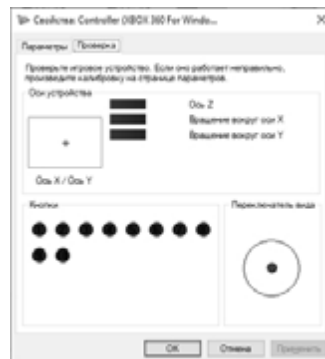 Свойства: Controller (XBOX 360 For Windo...
Параметры Проверка
Проверьте игровое устройство. Если оно работает неправильно,
произведите калибровку на странице параметров.
Оси устройства
Ось Z
Вращение вокруг оси X
Вращение вокруг оси Y
Ось X / Ось Y
Кнопки
Переключатель вида
OK Отмена Применить